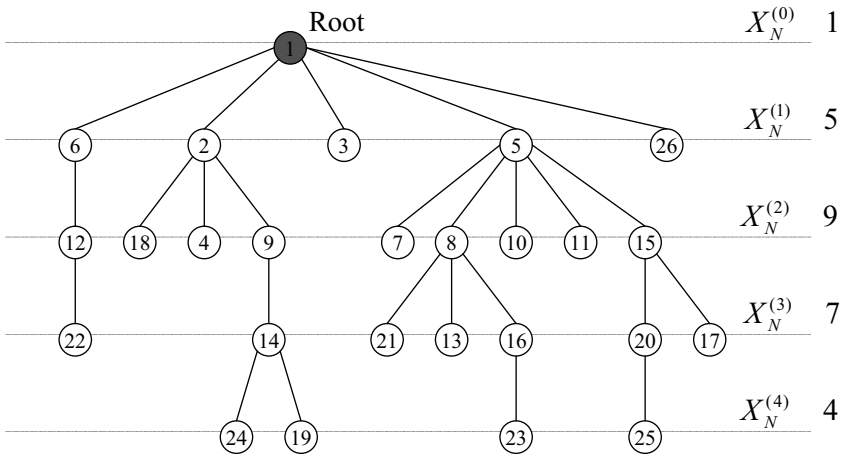 Root
1 X_N^(0) 1
6 2 3 5 26 X_N^(1) 5
12 18 4 9 7 8 10 11 15 X_N^(2) 9
22 14 21 13 16 20 17 X_N^(3) 7
24 19 23 25 X_N^(4) 4